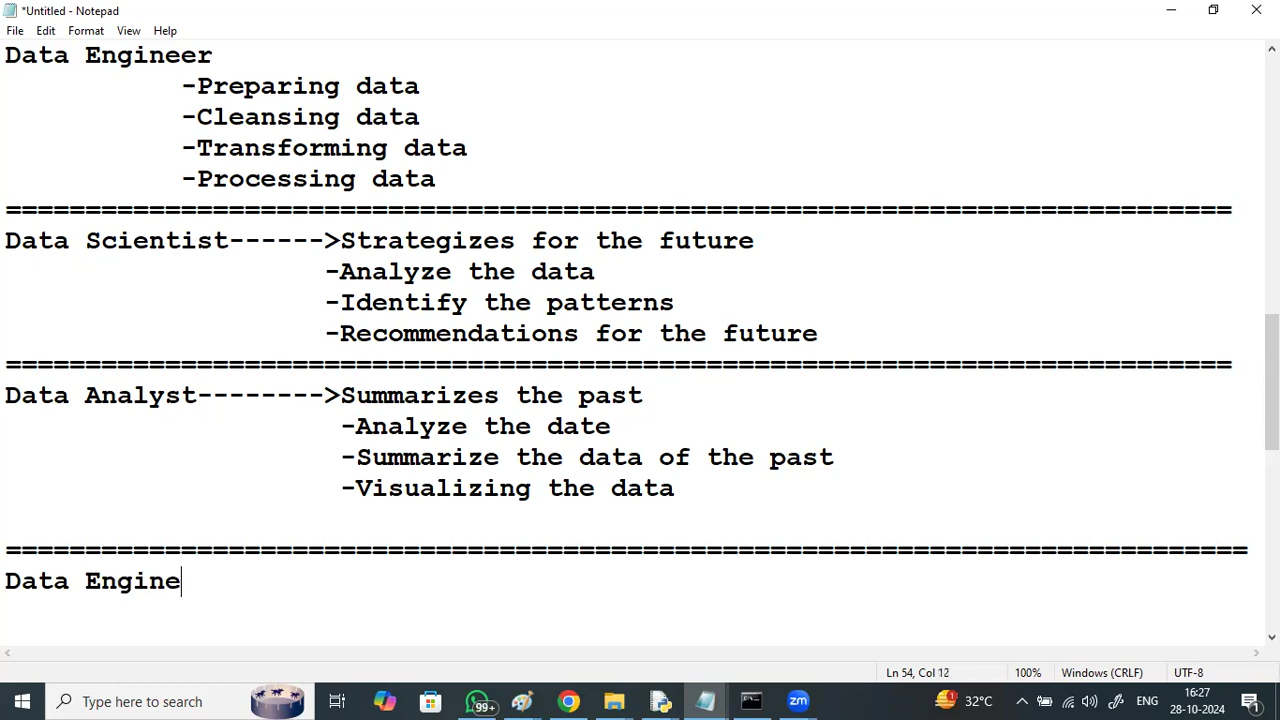 *Untitled - Notepad
File Edit Format View Help
Data Engineer
-Preparing data
-Cleansing data
-Transforming data
-Processing data
==============================================================================
Data Scientist------>Strategizes for the future
-Analyze the data
-Identify the patterns
-Recommendations for the future
==============================================================================
Data Analyst-------->Summarizes the past
-Analyze the date
-Summarize the data of the past
-Visualizing the data
===============================================================================
Data Engine
Ln 54, Col 12 100% Windows (CRLF) UTF-8
Type here to search 99+ zm 1 32°C ENG 16:27 28-10-2024 1